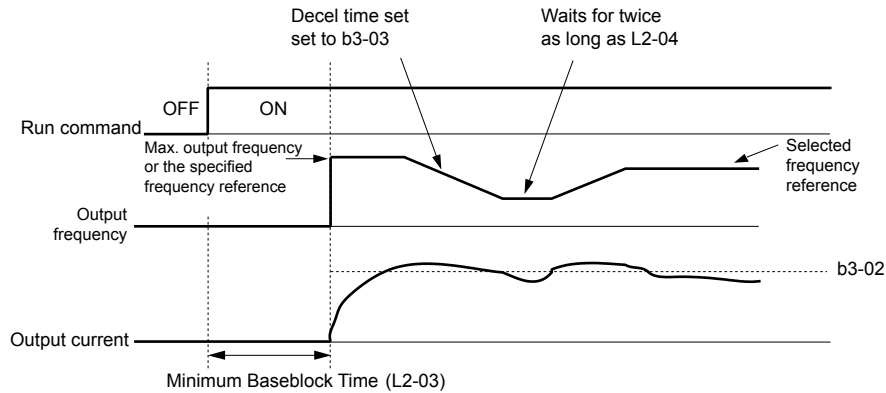 Decel time set
set to b3-03
Waits for twice
as long as L2-04
OFF
ON
Run command
Max. output frequency
or the specified
frequency reference
Selected
frequency
reference
Output
frequency
b3-02
Output current
Minimum Baseblock Time (L2-03)